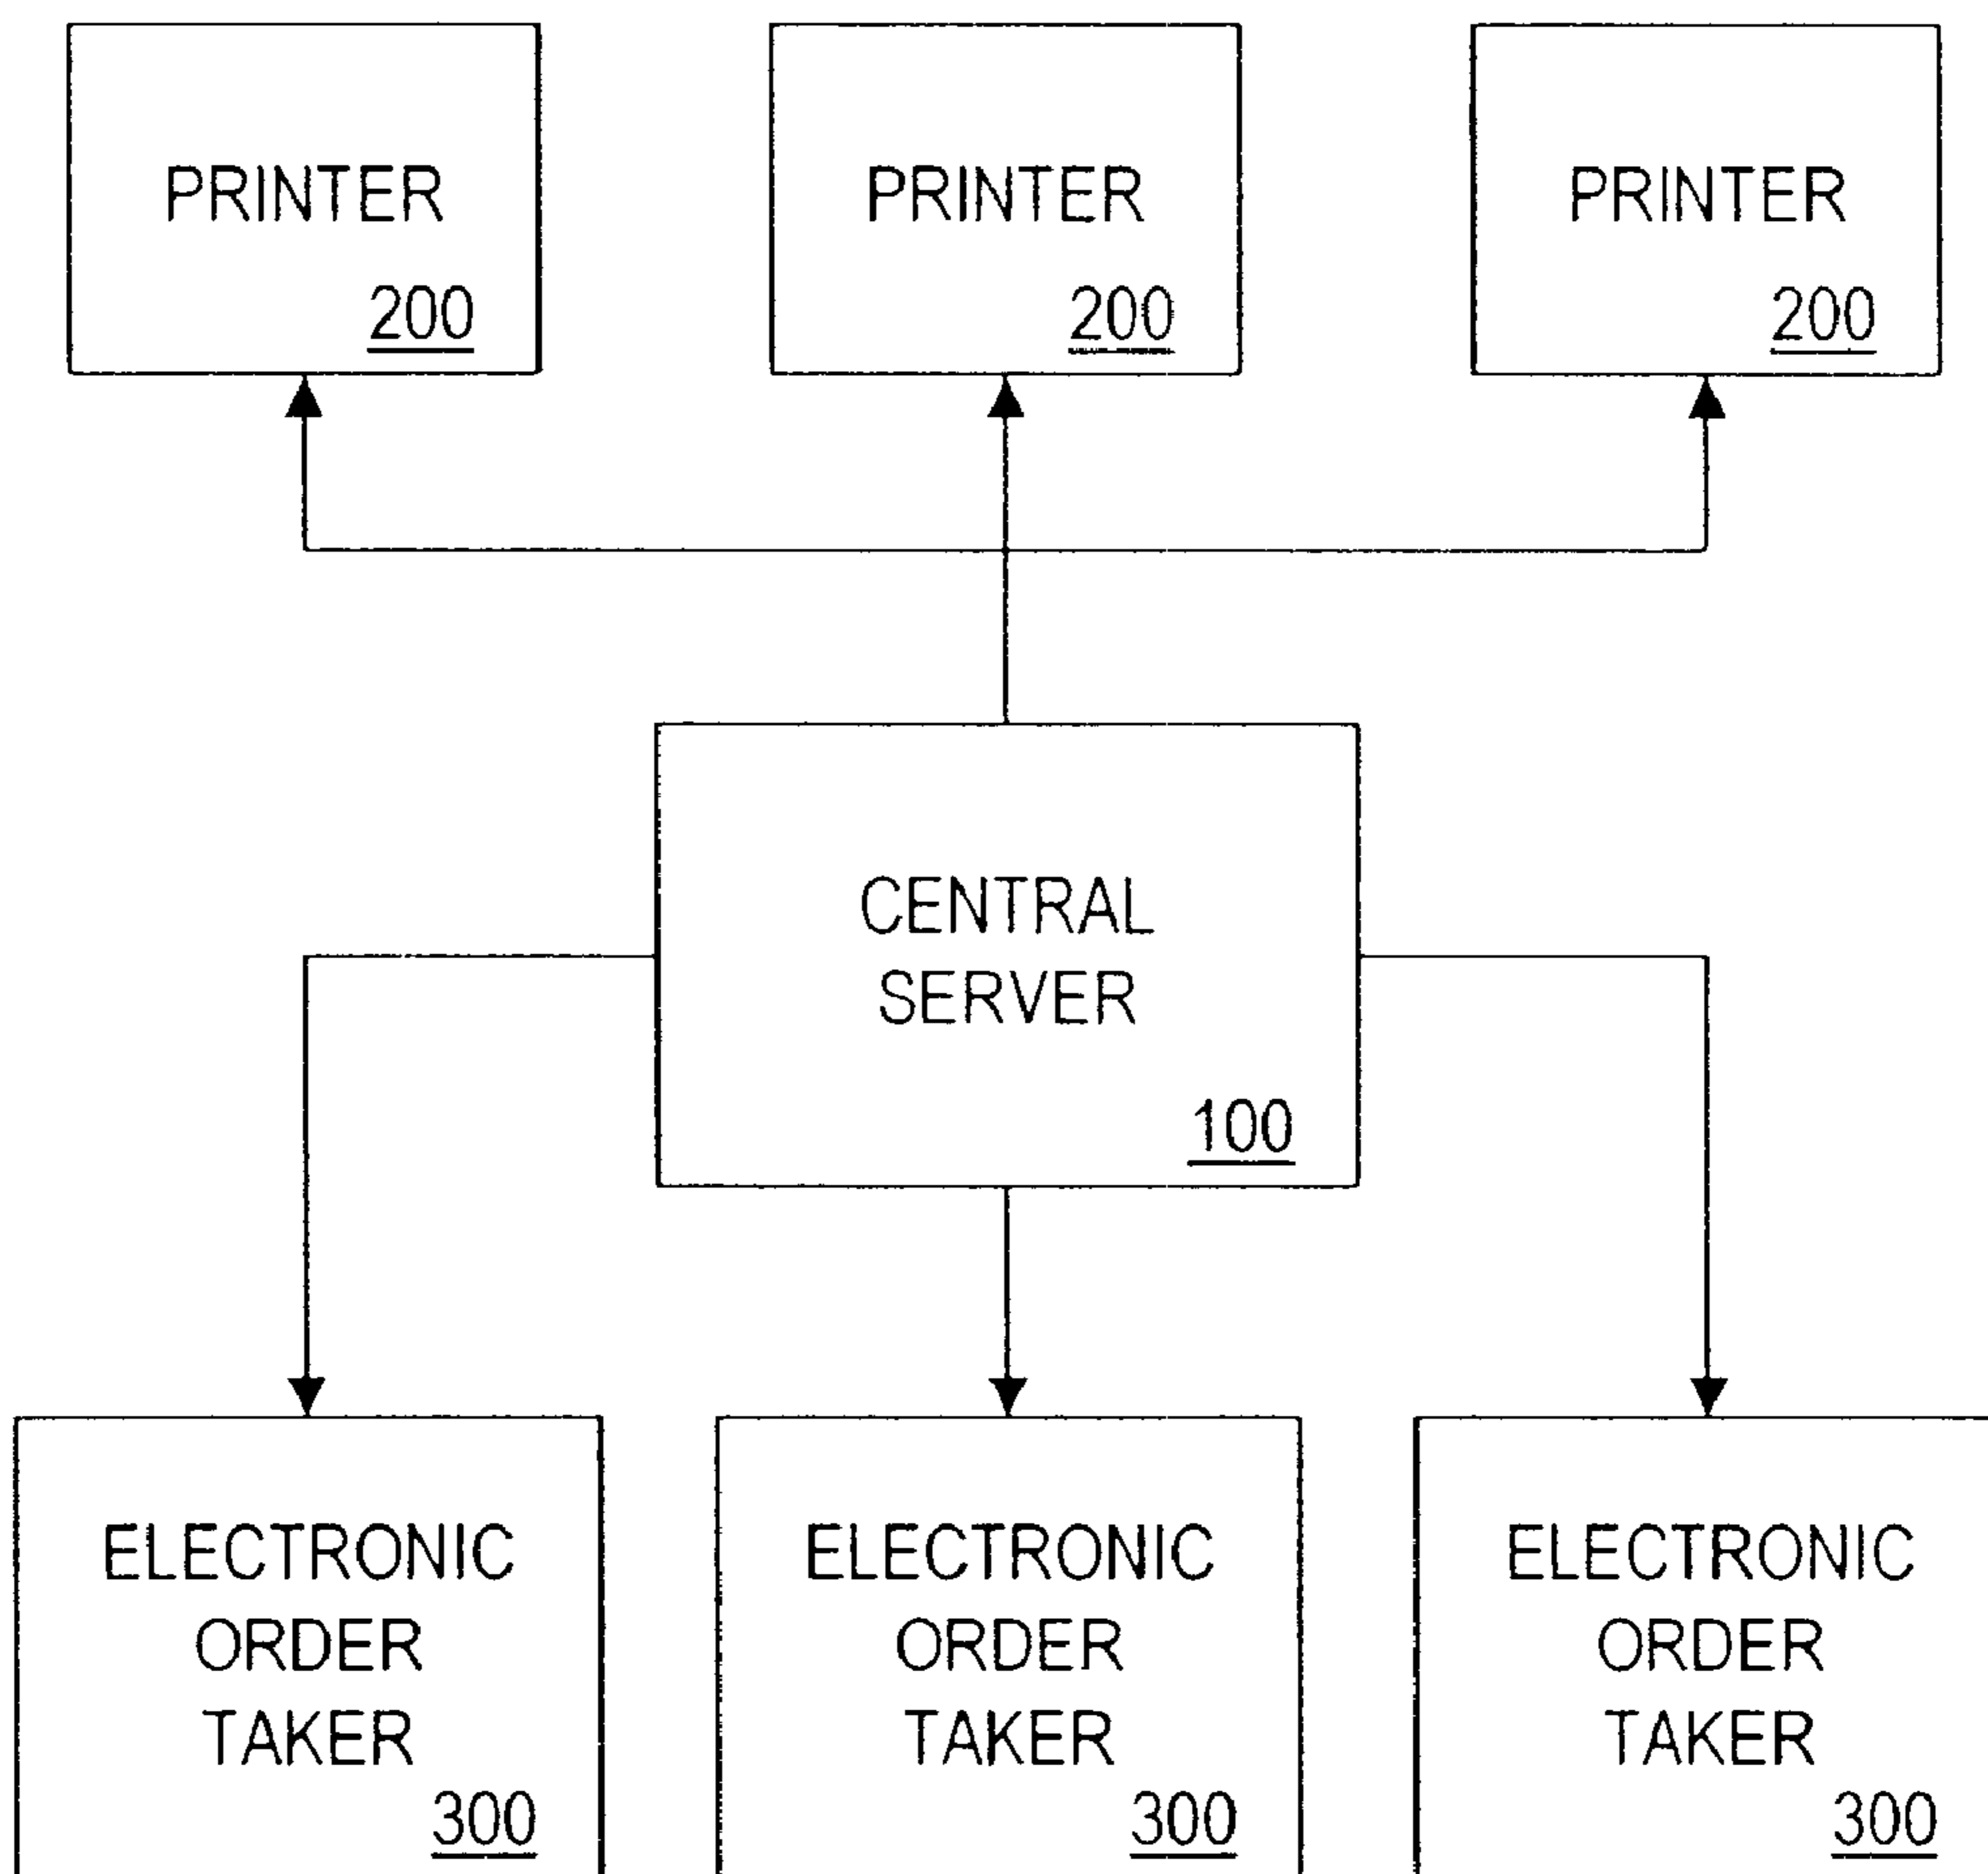 PRINTER
200
PRINTER
200
PRINTER
200
CENTRAL
SERVER
100
ELECTRONIC
ORDER
TAKER
300
ELECTRONIC
ORDER
TAKER
300
ELECTRONIC
ORDER
TAKER
300